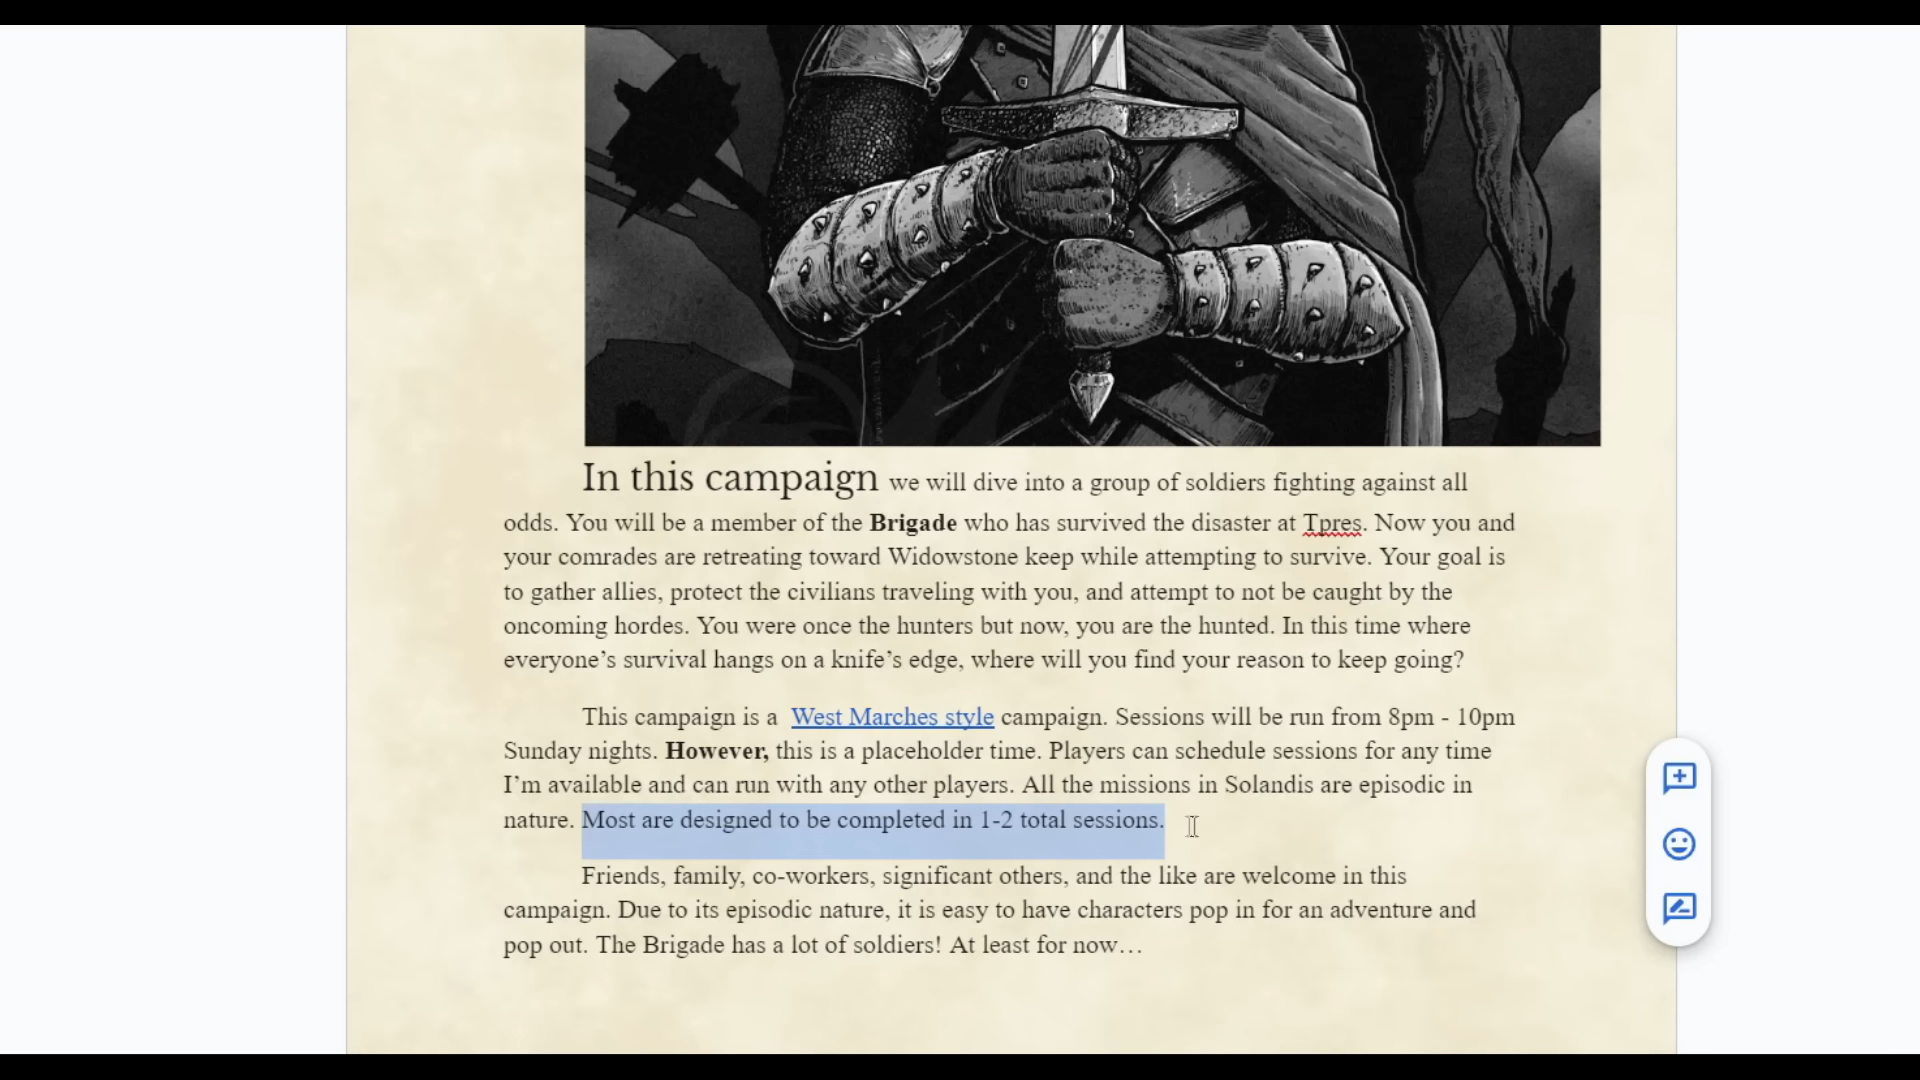 In this campaign we will dive into a group of soldiers fighting against all
odds. You will be a member of the Brigade who has survived the disaster at Tpres. Now you and
your comrades are retreating toward Widowstone keep while attempting to survive. Your goal is
to gather allies, protect the civilians traveling with you, and attempt to not be caught by the
oncoming hordes. You were once the hunters but now, you are the hunted. In this time where
everyone’s survival hangs on a knife’s edge, where will you find your reason to keep going?
This campaign is a  West Marches style campaign. Sessions will be run from 8pm - 10pm
Sunday nights. However, this is a placeholder time. Players can schedule sessions for any time
I’m available and can run with any other players. All the missions in Solandis are episodic in
nature. Most are designed to be completed in 1-2 total sessions.
Friends, family, co-workers, significant others, and the like are welcome in this
campaign. Due to its episodic nature, it is easy to have characters pop in for an adventure and
pop out. The Brigade has a lot of soldiers! At least for now…